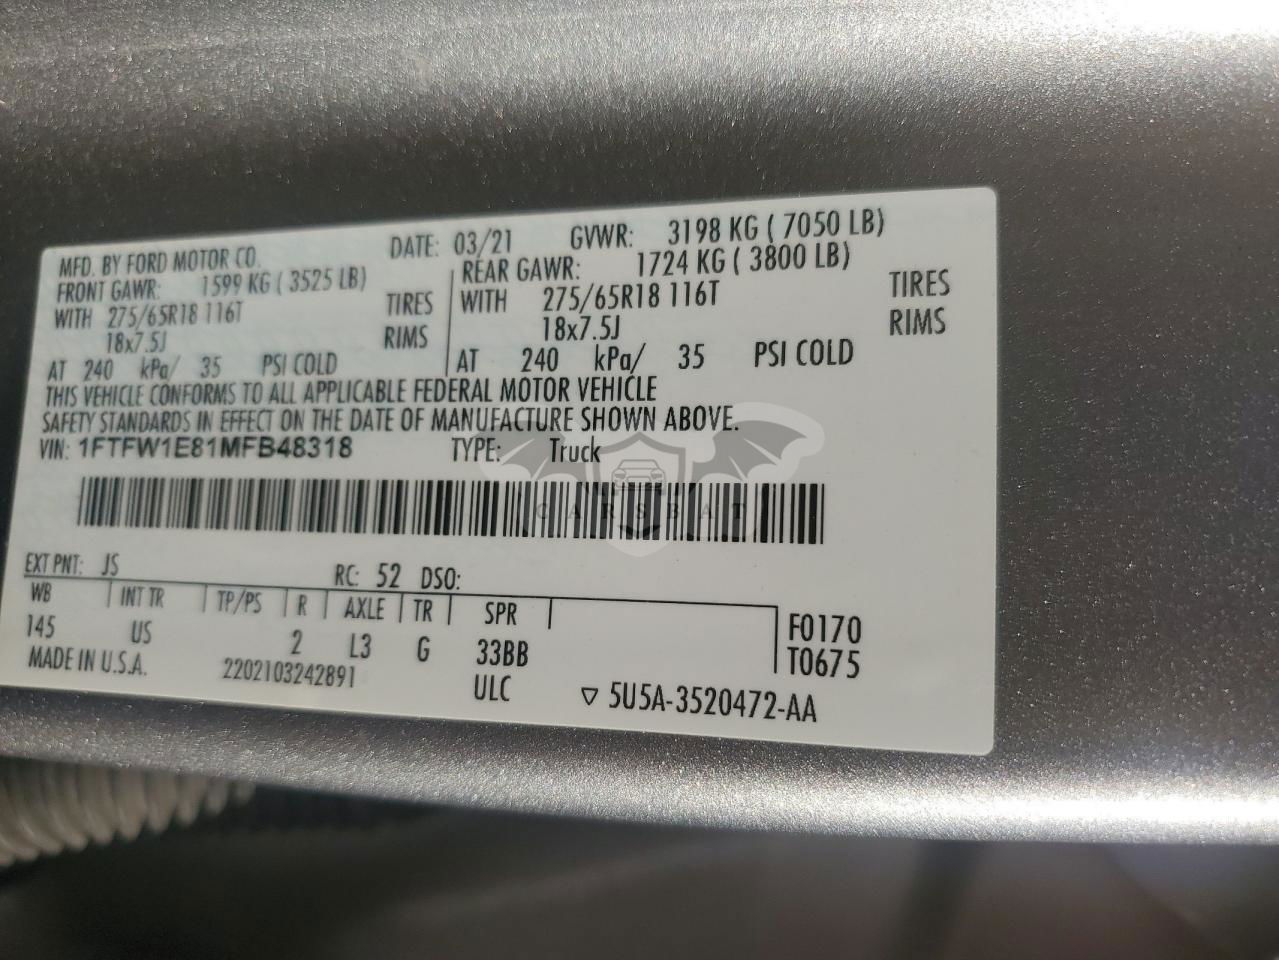 MFD. BY FORD MOTOR CO. DATE: 03/21 GVWR: 3198 KG ( 7050 LB)
FRONT GAWR: 1599 KG ( 3525 LB) REAR GAWR: 1724 KG ( 3800 LB)
WITH 275/65R18 116T TIRES WITH 275/65R18 116T TIRES
18x7.5J RIMS 18x7.5J RIMS
AT 240 kPa/ 35 PSI COLD AT 240 kPa/ 35 PSI COLD
THIS VEHICLE CONFORMS TO ALL APPLICABLE FEDERAL MOTOR VEHICLE
SAFETY STANDARDS IN EFFECT ON THE DATE OF MANUFACTURE SHOWN ABOVE.
VIN: 1FTFW1E81MFB48318 TYPE: Truck
CARSBAT
EXT PNT: JS RC: 52 DSO:
WB INT TR TP/PS R AXLE TR SPR
145 US 2 L3 G 33BB F0170
T0675
MADE IN U.S.A. 2202103242891 ULC ▽ 5U5A-3520472-AA